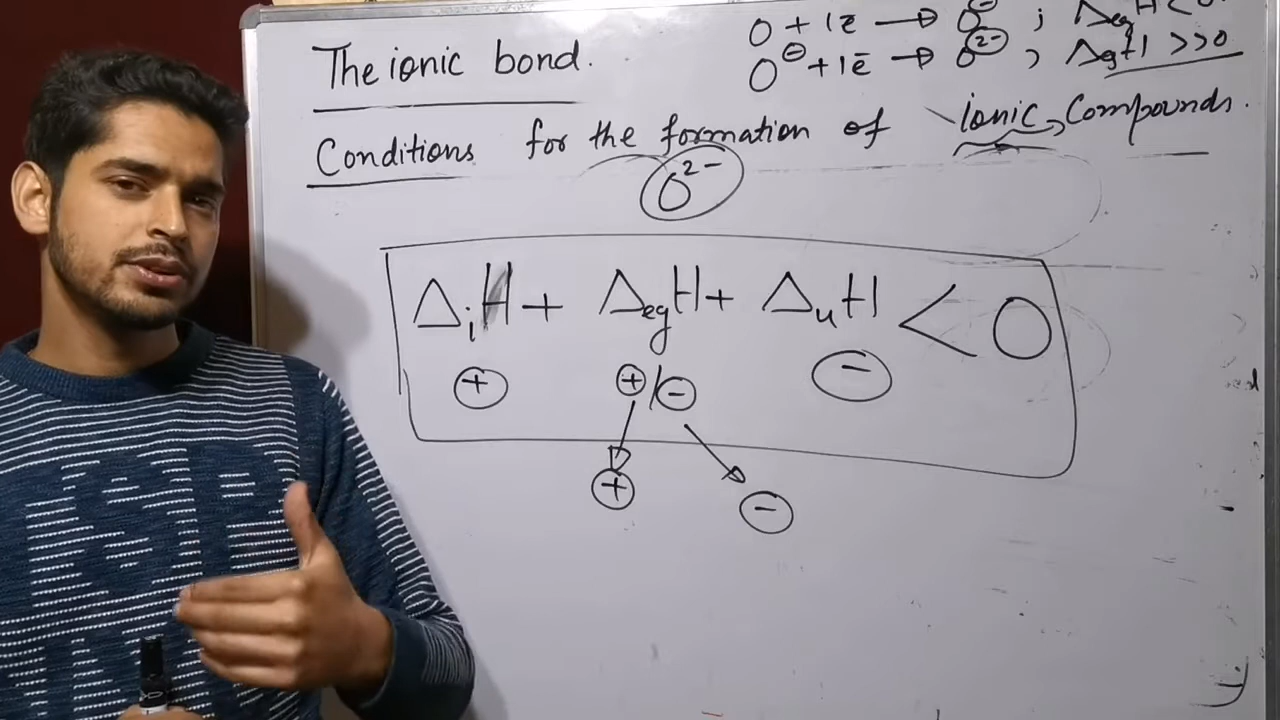 O + 1e̅ → O⁻ ; ΔegH < 0
The ionic bond.
O⊖ + 1e̅ → O2- ; ΔegH >>0
Conditions for the formation of ionic Compounds.
O2-
ΔiH + ΔegH + ΔuH < 0
+ +/- -
+ -